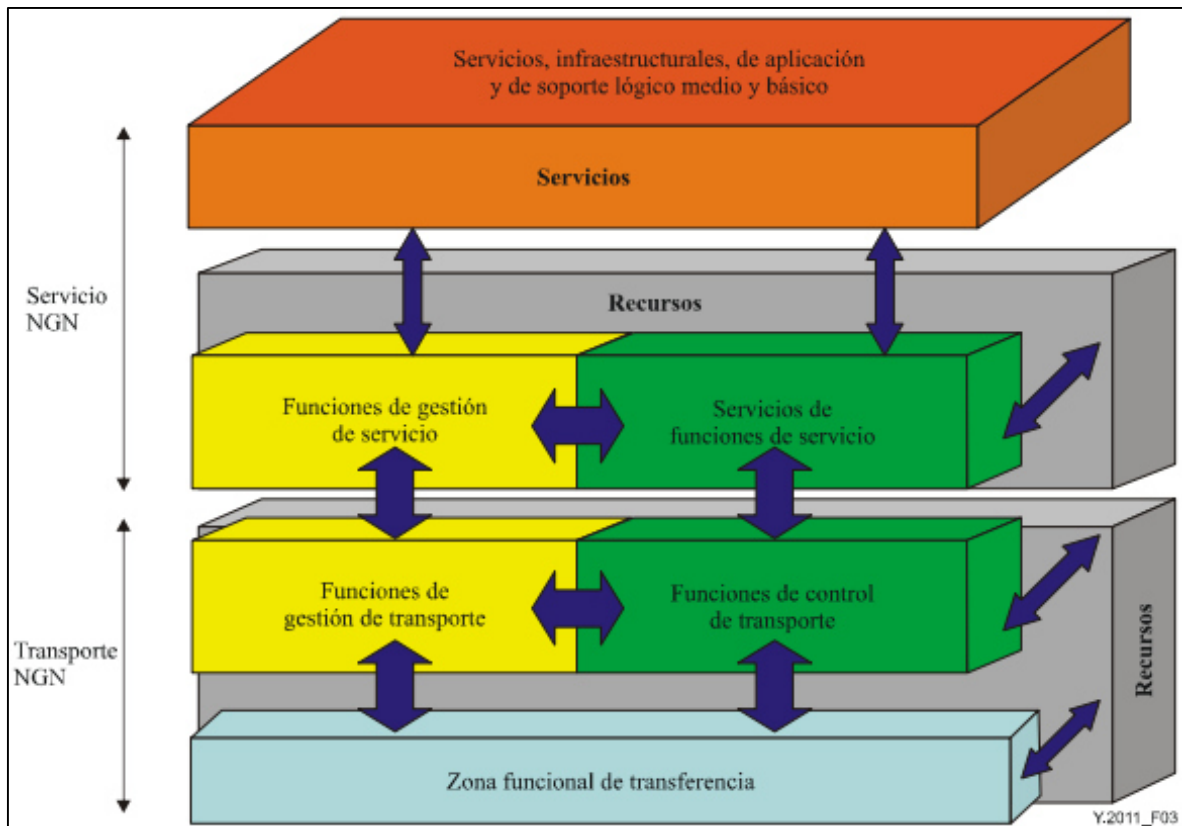 Servicios, infraestructurales, de aplicación
y de soporte lógico medio y básico
Servicios
Servicio
NGN
Recursos
Funciones de gestión
de servicio
Servicios de
funciones de servicio
Funciones de
gestión de transporte
Funciones de control
de transporte
Transporte
NGN
Recursos
Zona funcional de transferencia
Y.2011_F03